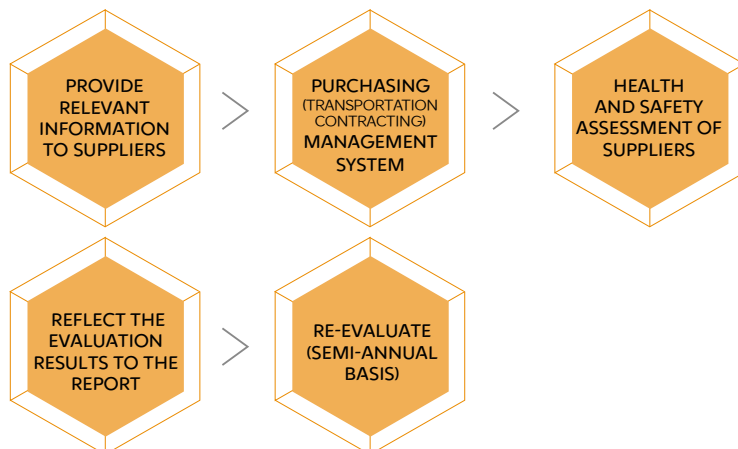 PROVIDE
RELEVANT
INFORMATION
TO SUPPLIERS
PURCHASING
(TRANSPORTATION
CONTRACTING)
MANAGEMENT
SYSTEM
HEALTH
AND SAFETY
ASSESSMENT OF
SUPPLIERS
REFLECT THE
EVALUATION
RESULTS TO THE
REPORT
RE-EVALUATE
(SEMI-ANNUAL
BASIS)